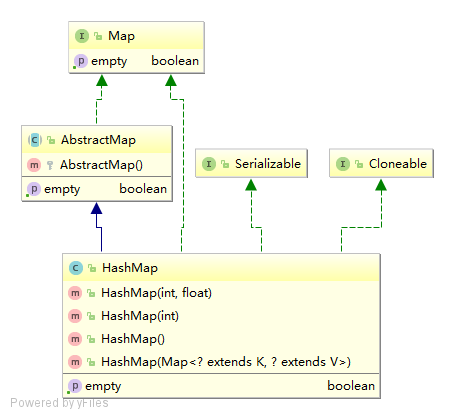 I Map
p empty boolean
C AbstractMap
m AbstractMap()
p empty boolean
I Serializable
I Cloneable
C HashMap
m HashMap(int, float)
m HashMap(int)
m HashMap()
m HashMap(Map<? extends K, ? extends V>)
p empty boolean
Powered by yFiles